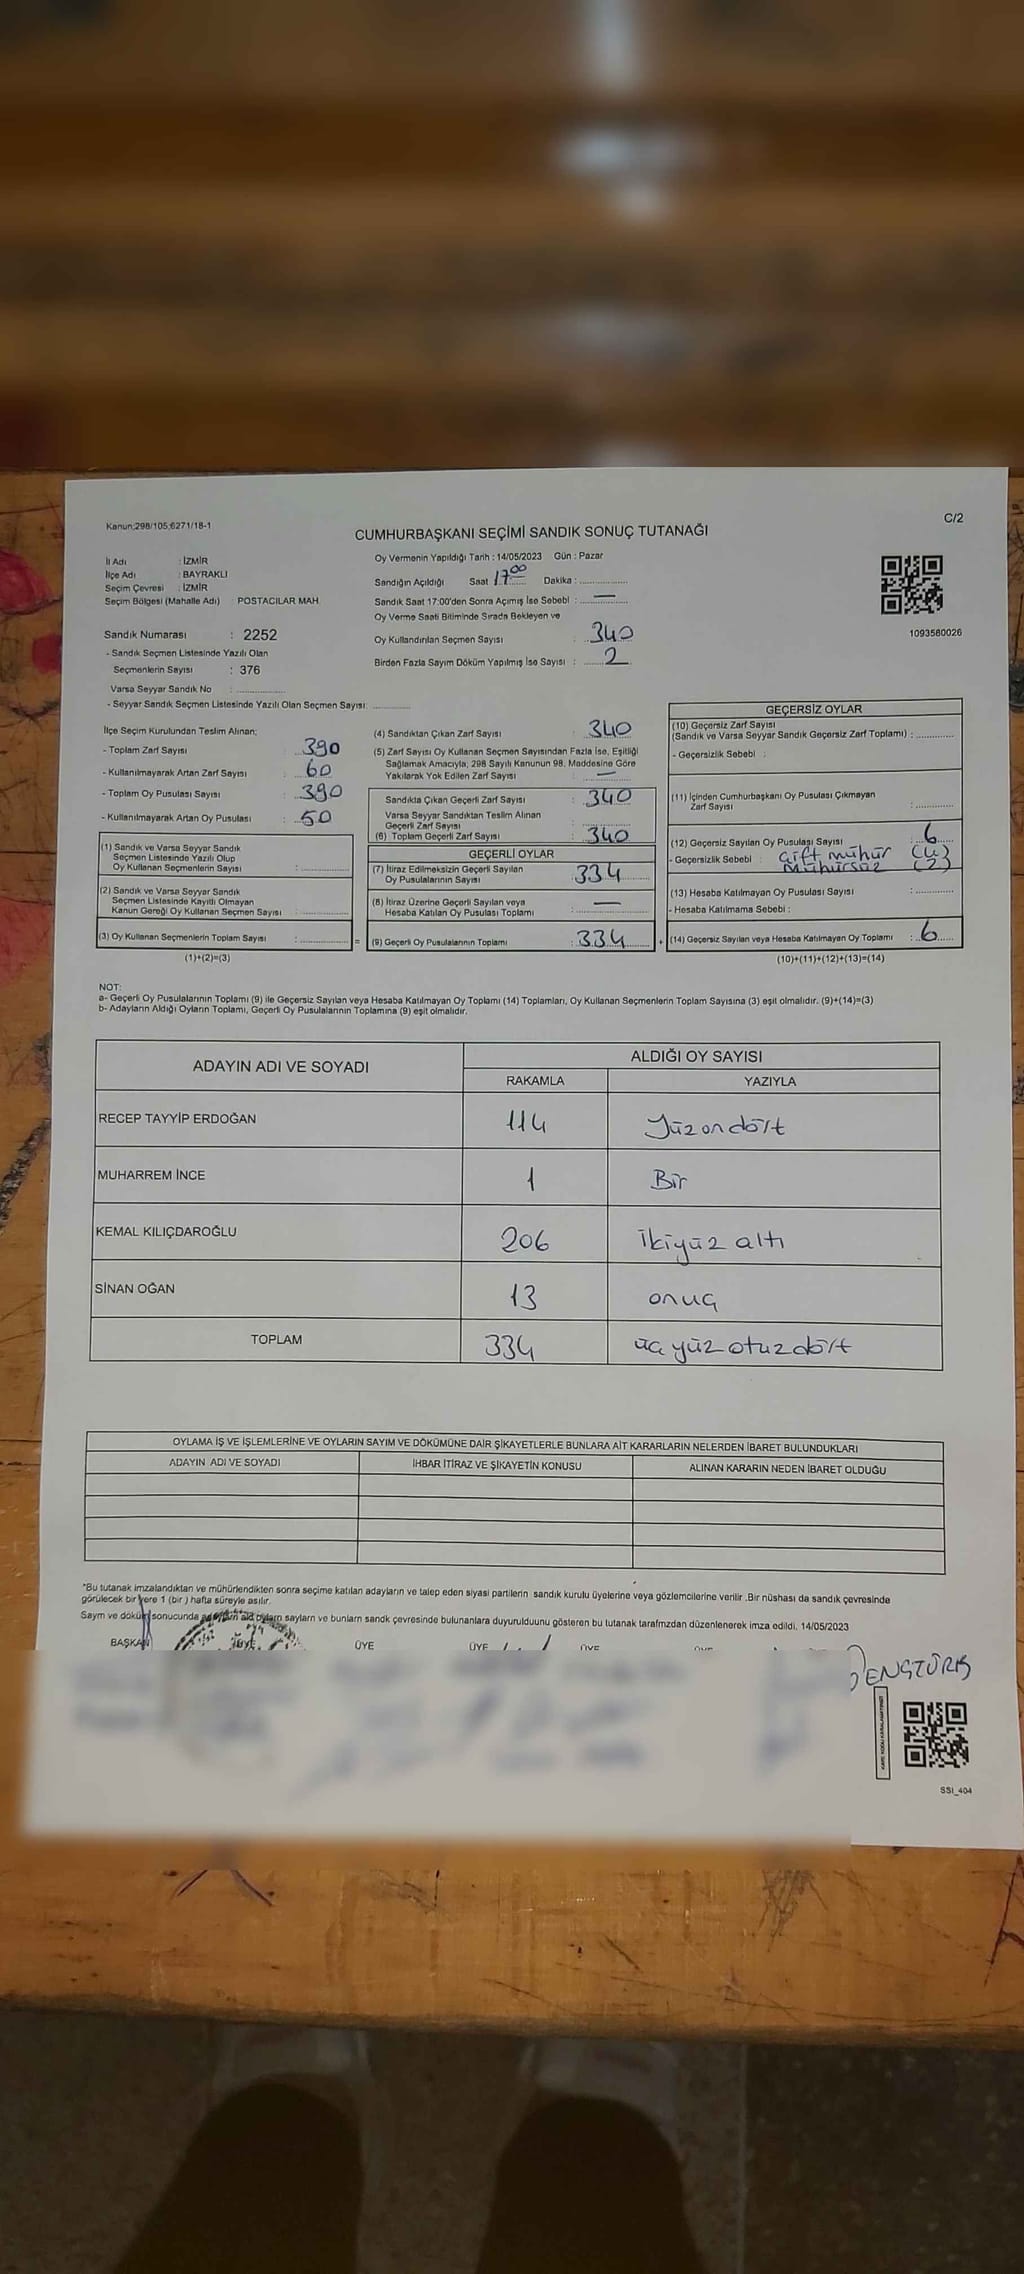 Kanun;298/105;6271/18-1
C/2
CUMHURBAŞKANI SEÇİMİ SANDIK SONUÇ TUTANAĞI
İl Adı : İZMİR
İlçe Adı : BAYRAKLI
Seçim Çevresi : İZMİR
Seçim Bölgesi (Mahalle Adı) : POSTACILAR MAH.
Sandık Numarası : 2252
- Sandık Seçmen Listesinde Yazılı Olan
Seçmenlerin Sayısı : 376
Varsa Seyyar Sandık No : ................
- Seyyar Sandık Seçmen Listesinde Yazılı Olan Seçmen Sayısı: ............
Oy Vermenin Yapıldığı Tarih : 14/05/2023 Gün : Pazar
Sandığın Açıldığı Saat 17:00 Dakika : ................
Sandık Saat 17:00'den Sonra Açımış İse Sebebi : —
Oy Verme Saati Bitiminde Sırada Bekleyen ve
Oy Kullandırılan Seçmen Sayısı : 340
Birden Fazla Sayım Döküm Yapılmış İse Sayısı : 2
1093580026
İlçe Seçim Kurulundan Teslim Alınan;
- Toplam Zarf Sayısı : 390
- Kullanılmayarak Artan Zarf Sayısı : 60
- Toplam Oy Pusulası Sayısı : 390
- Kullanılmayarak Artan Oy Pusulası : 50
(1) Sandık ve Varsa Seyyar Sandık
Seçmen Listesinde Yazılı Olup
Oy Kullanan Seçmenlerin Sayısı : ................
(2) Sandık ve Varsa Seyyar Sandık
Seçmen Listesinde Kayıtlı Olmayan
Kanun Gereği Oy Kullanan Seçmen Sayısı : ................
(3) Oy Kullanan Seçmenlerin Toplam Sayısı : ................ =
(1)+(2)=(3)
(4) Sandıktan Çıkan Zarf Sayısı : 340
(5) Zarf Sayısı Oy Kullanan Seçmen Sayısından Fazla İse, Eşitliği
Sağlamak Amacıyla, 298 Sayılı Kanunun 98. Maddesine Göre
Yakılarak Yok Edilen Zarf Sayısı : —
Sandıkta Çıkan Geçerli Zarf Sayısı : 340
Varsa Seyyar Sandıktan Teslim Alınan
Geçerli Zarf Sayısı
(6) Toplam Geçerli Zarf Sayısı : 340
GEÇERLİ OYLAR
(7) İtiraz Edilmeksizin Geçerli Sayılan
Oy Pusulalarının Sayısı : 334
(8) İtiraz Üzerine Geçerli Sayılan veya
Hesaba Katılan Oy Pusulası Toplamı : —
(9) Geçerli Oy Pusulalarının Toplamı : 334 +
GEÇERSİZ OYLAR
(10) Geçersiz Zarf Sayısı
(Sandık ve Varsa Seyyar Sandık Geçersiz Zarf Toplamı) : ............
- Geçersizlik Sebebi :
(11) İçinden Cumhurbaşkanı Oy Pusulası Çıkmayan
Zarf Sayısı : ............
(12) Geçersiz Sayılan Oy Pusulası Sayısı : 6
- Geçersizlik Sebebi : Çift mühür (4)
Mühürsüz (2)
(13) Hesaba Katılmayan Oy Pusulası Sayısı : ............
- Hesaba Katılmama Sebebi :
(14) Geçersiz Sayılan veya Hesaba Katılmayan Oy Toplamı : 6
(10)+(11)+(12)+(13)=(14)
NOT:
a- Geçerli Oy Pusulalarının Toplamı (9) ile Geçersiz Sayılan veya Hesaba Katılmayan Oy Toplamı (14) Toplamları, Oy Kullanan Seçmenlerin Toplam Sayısına (3) eşit olmalıdır. (9)+(14)=(3)
b- Adayların Aldığı Oyların Toplamı, Geçerli Oy Pusulalarının Toplamına (9) eşit olmalıdır.
ADAYIN ADI VE SOYADI ALDIĞI OY SAYISI
RAKAMLA YAZIYLA
RECEP TAYYİP ERDOĞAN 114 Yüzondört
MUHARREM İNCE 1 Bir
KEMAL KILIÇDAROĞLU 206 ikiyüz altı
SİNAN OĞAN 13 onuç
TOPLAM 334 üç yüz otuz dört
OYLAMA İŞ VE İŞLEMLERİNE VE OYLARIN SAYIM VE DÖKÜMÜNE DAİR ŞİKAYETLERLE BUNLARA AİT KARARLARIN NELERDEN İBARET BULUNDUKLARI
ADAYIN ADI VE SOYADI İHBAR İTİRAZ VE ŞİKAYETİN KONUSU ALINAN KARARIN NEDEN İBARET OLDUĞU
*Bu tutanak imzalandıktan ve mühürlendikten sonra seçime katılan adayların ve talep eden siyasi partilerin sandık kurulu üyelerine veya gözlemcilerine verilir .Bir nüshası da sandık çevresinde
görülecek bir yere 1 (bir ) hafta süreyle asılır.
Sayım ve döküm sonucunda saylarn ve bunlarn sandk çevresinde bulunanlara duyurulduunu gösteren bu tutanak tarafmzdan düzenlenerek imza edildi. 14/05/2023
BAŞKAN ÜYE ÜYE ÜYE ÜYE
SSI_404